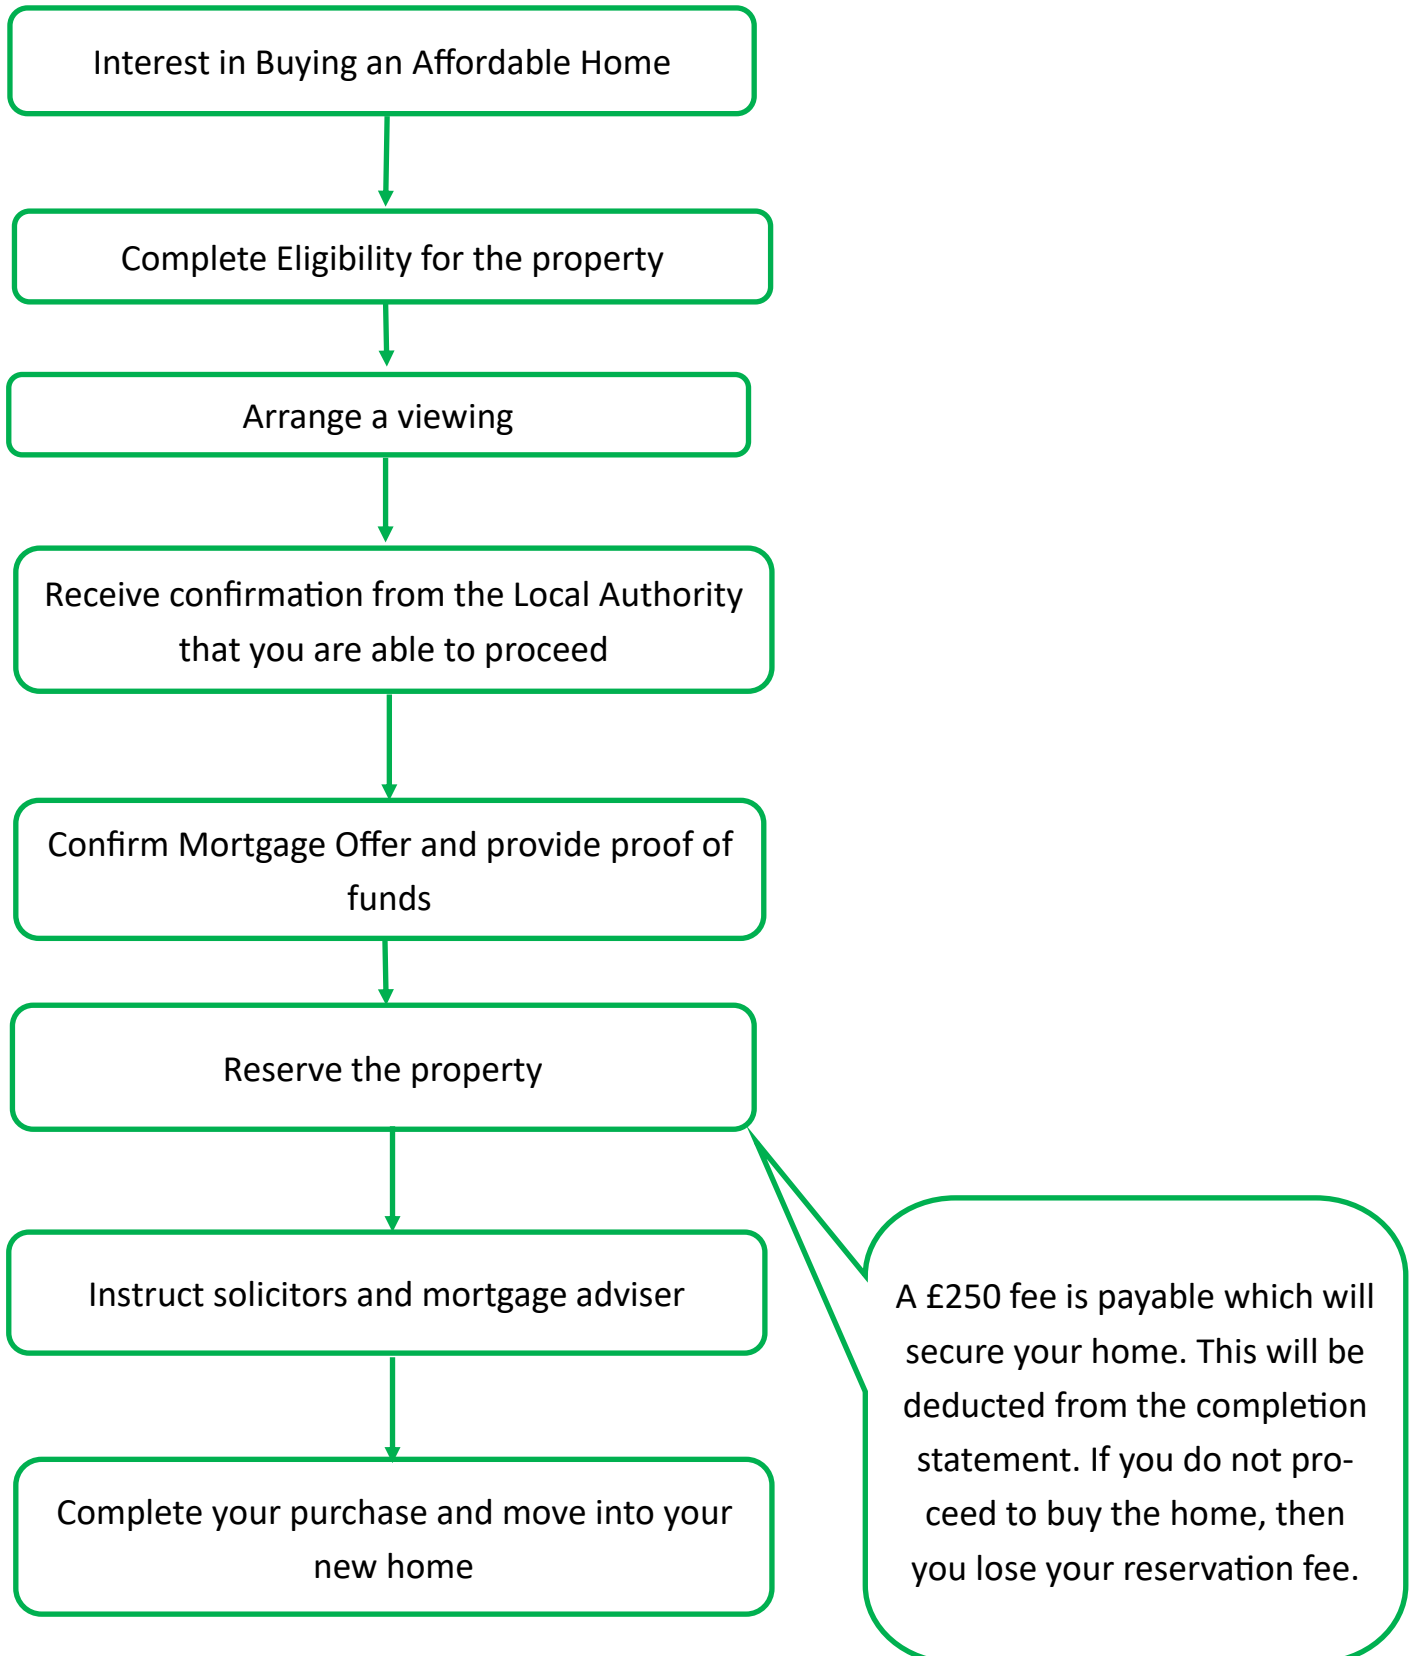 Interest in Buying an Affordable Home
Complete Eligibility for the property
Arrange a viewing
Receive confirmation from the Local Authority
that you are able to proceed
Confirm Mortgage Offer and provide proof of
funds
Reserve the property
Instruct solicitors and mortgage adviser
A £250 fee is payable which will
secure your home. This will be
deducted from the completion
statement. If you do not pro-
ceed to buy the home, then
you lose your reservation fee.
Complete your purchase and move into your
new home